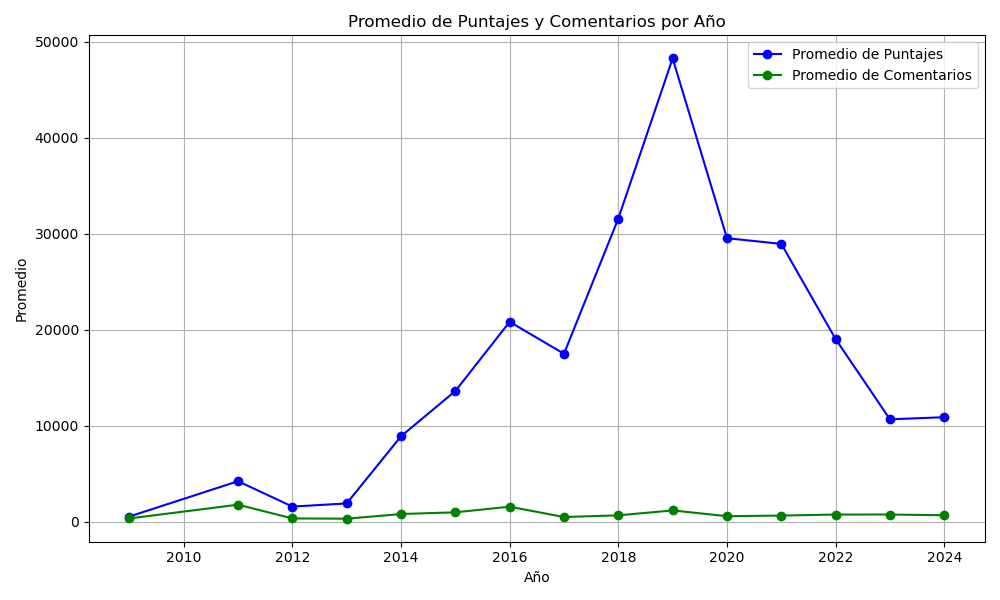 Promedio de Puntajes y Comentarios por Año
Promedio de Puntajes
Promedio de Comentarios
50000
40000
30000
20000
10000
0
Promedio
2010 2012 2014 2016 2018 2020 2022 2024
Año